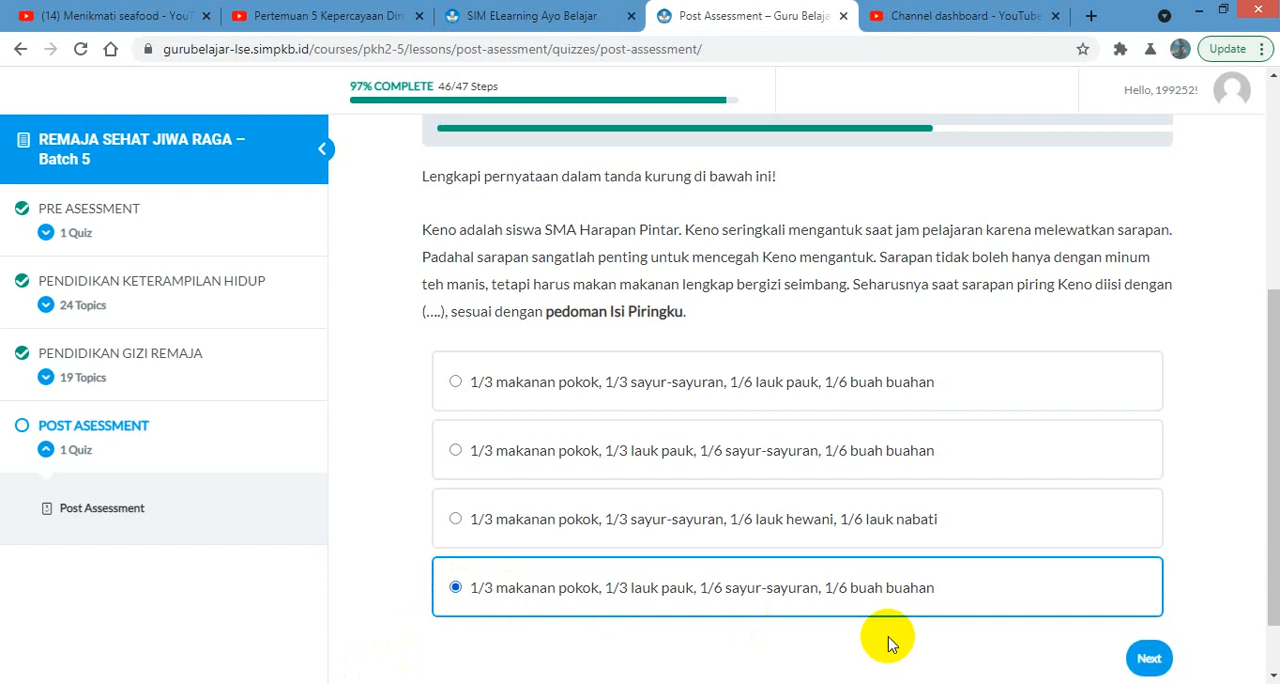 (14) Menikmati seafood - YouT
Pertemuan 5 Kepercayaan Diri
SIM ELearning Ayo Belajar
Post Assessment – Guru Belaja
Channel dashboard - YouTube
gurubelajar-lse.simpkb.id/courses/pkh2-5/lessons/post-asessment/quizzes/post-assessment/
Update
97% COMPLETE 46/47 Steps
Hello, 199252!
REMAJA SEHAT JIWA RAGA –
Batch 5
PRE ASESSMENT
1 Quiz
PENDIDIKAN KETERAMPILAN HIDUP
24 Topics
PENDIDIKAN GIZI REMAJA
19 Topics
POST ASESSMENT
1 Quiz
Post Assessment
Lengkapi pernyataan dalam tanda kurung di bawah ini!
Keno adalah siswa SMA Harapan Pintar. Keno seringkali mengantuk saat jam pelajaran karena melewatkan sarapan.
Padahal sarapan sangatlah penting untuk mencegah Keno mengantuk. Sarapan tidak boleh hanya dengan minum
teh manis, tetapi harus makan makanan lengkap bergizi seimbang. Seharusnya saat sarapan piring Keno diisi dengan
(....), sesuai dengan pedoman Isi Piringku.
1/3 makanan pokok, 1/3 sayur-sayuran, 1/6 lauk pauk, 1/6 buah buahan
1/3 makanan pokok, 1/3 lauk pauk, 1/6 sayur-sayuran, 1/6 buah buahan
1/3 makanan pokok, 1/3 sayur-sayuran, 1/6 lauk hewani, 1/6 lauk nabati
1/3 makanan pokok, 1/3 lauk pauk, 1/6 sayur-sayuran, 1/6 buah buahan
Next